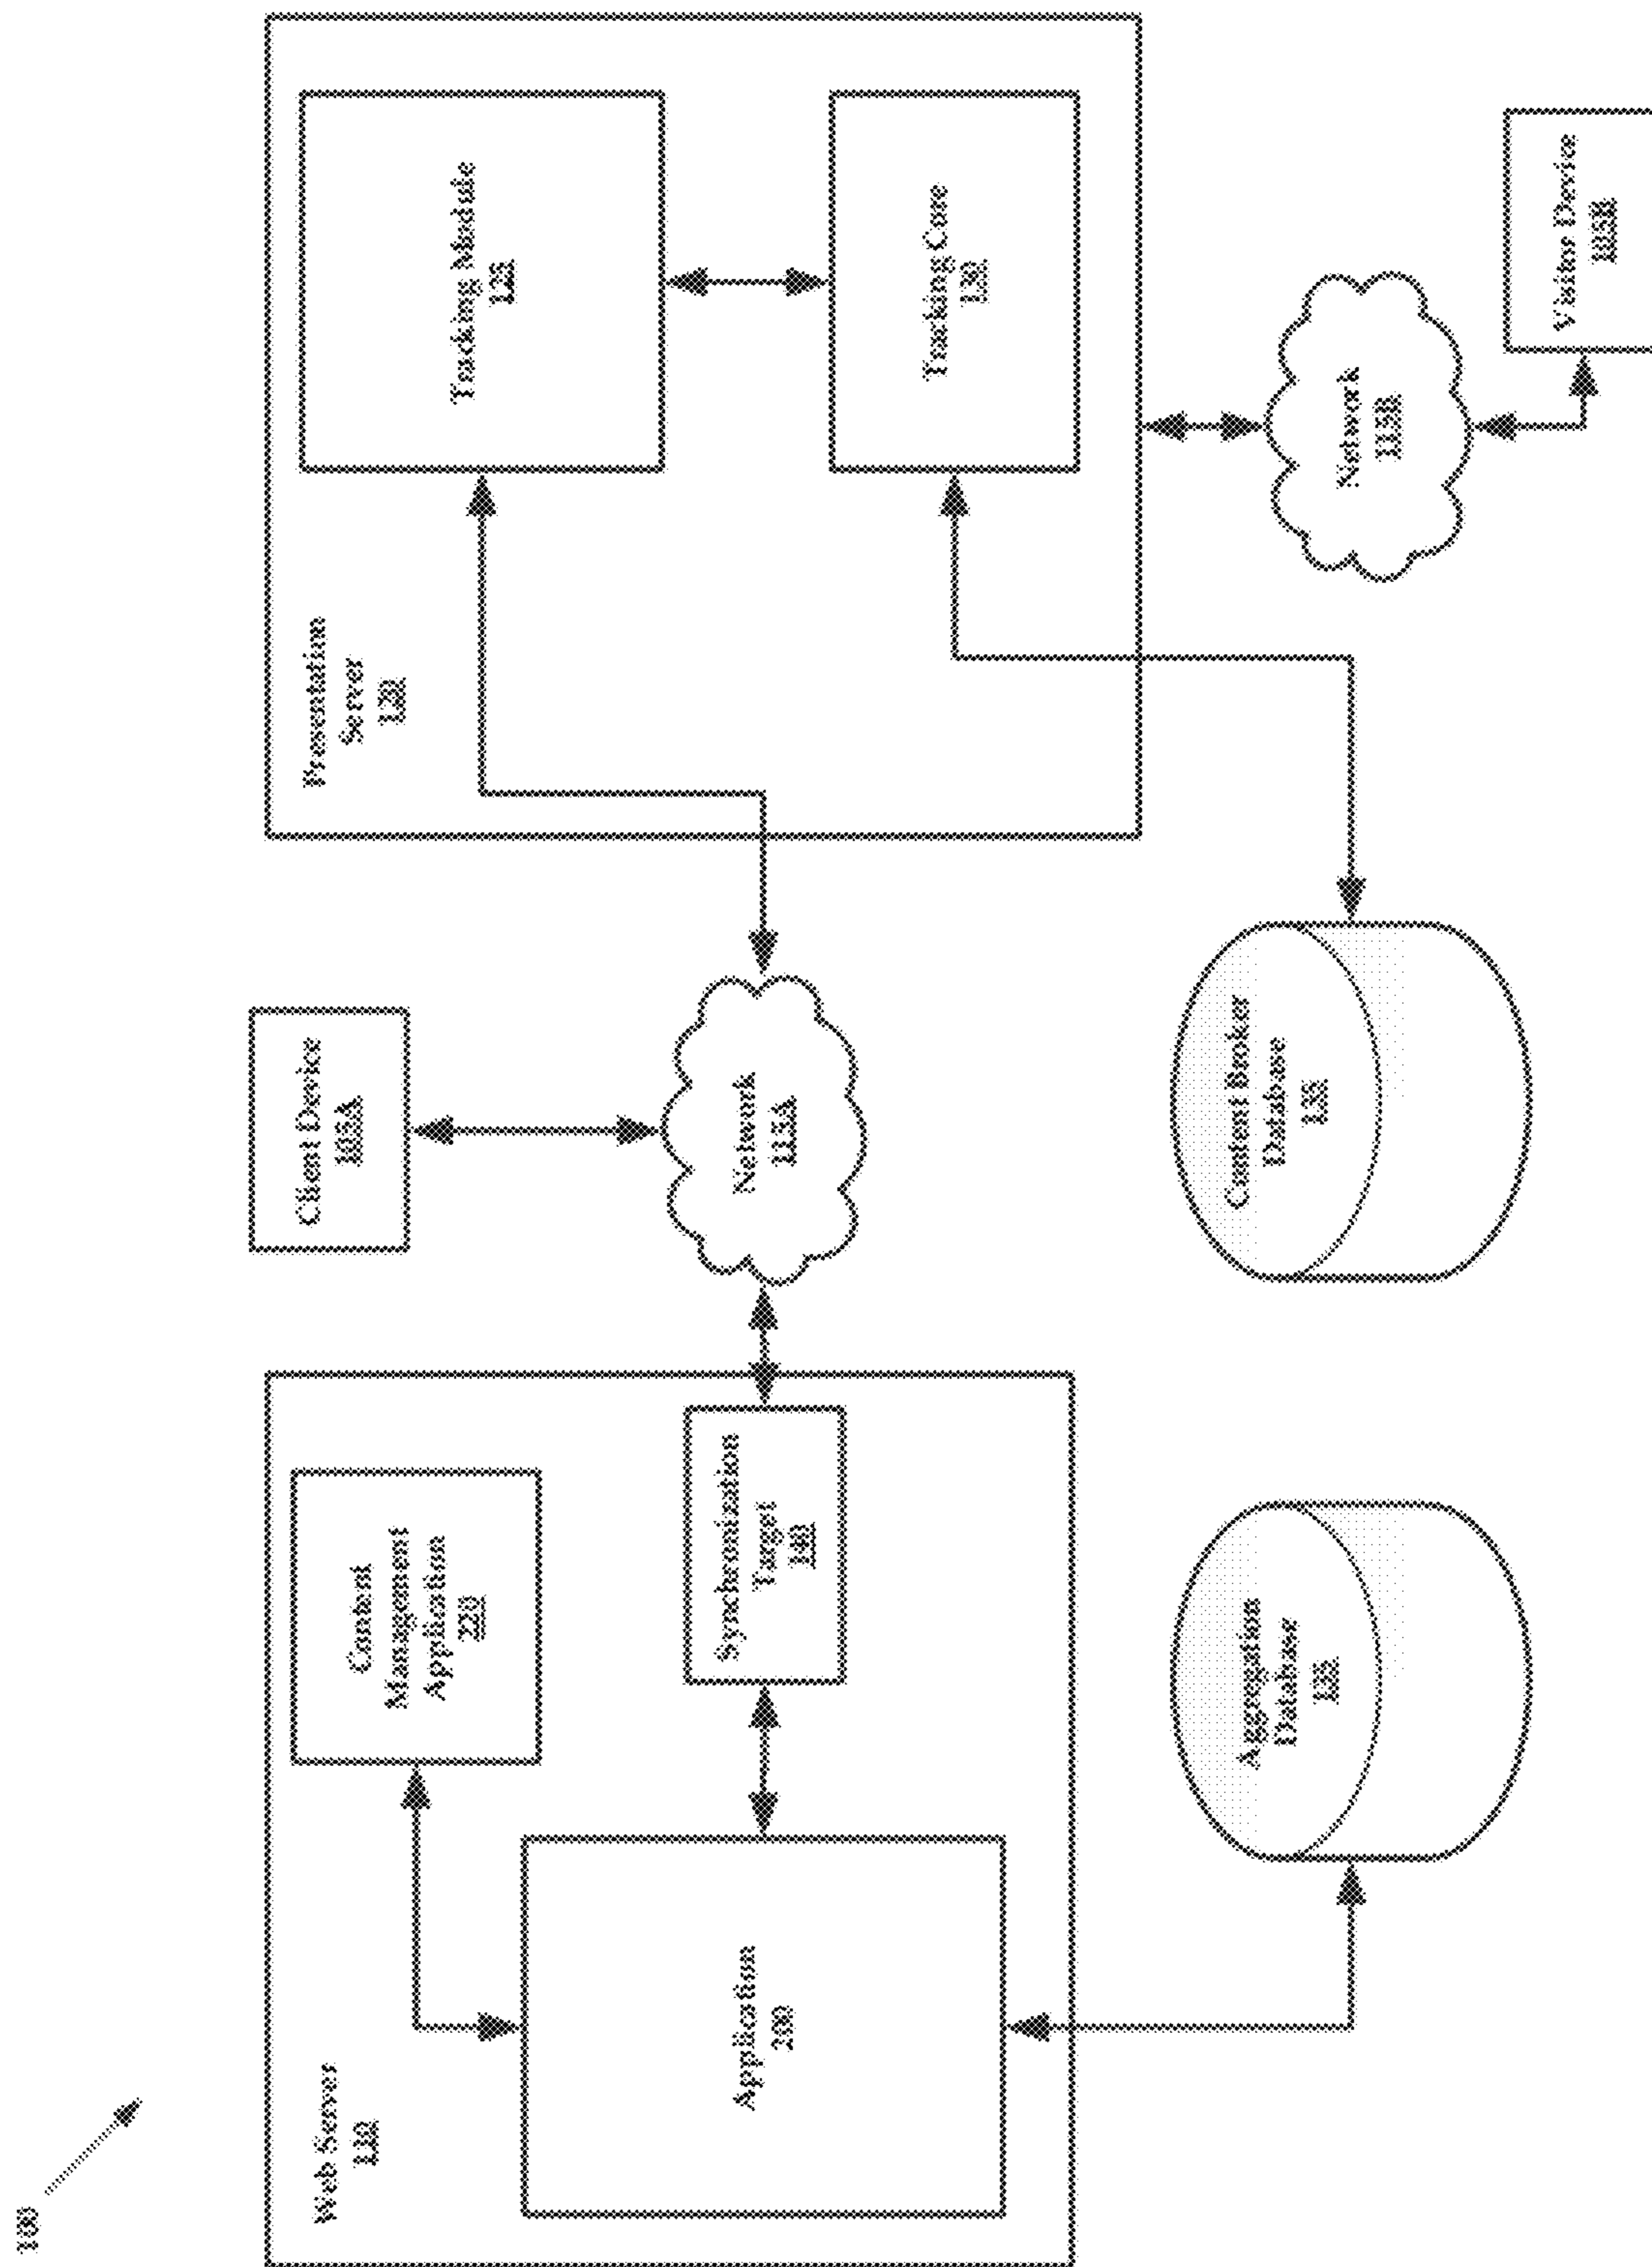 100
Web Server
110
Content
Management
Application
220
Application
200
Synchronization
Target
140
Client Device
105A
Network
115A
Presentation
Server
120
Tracking Module
125
Tracking Core
130
Aggregation
Database
Content Broker
Database
135
Network
115B
Visitor Device
105B